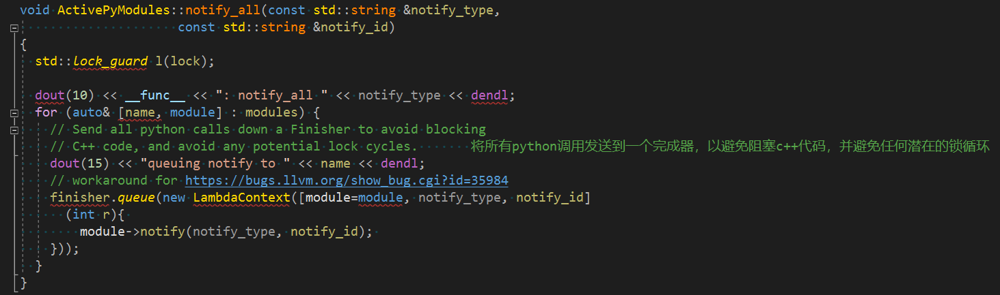 void ActivePyModules::notify_all(const std::string &notify_type,
                     const std::string &notify_id)
{
  std::lock_guard l(lock);

  dout(10) << __func__ << ": notify_all " << notify_type << dendl;
  for (auto& [name, module] : modules) {
    // Send all python calls down a Finisher to avoid blocking
    // C++ code, and avoid any potential lock cycles.       将所有python调用发送到一个完成器，以避免阻塞c++代码，并避免任何潜在的锁循环
    dout(15) << "queuing notify to " << name << dendl;
    // workaround for https://bugs.llvm.org/show_bug.cgi?id=35984
    finisher.queue(new LambdaContext([module=module, notify_type, notify_id]
      (int r){
        module->notify(notify_type, notify_id);
    }));
  }
}